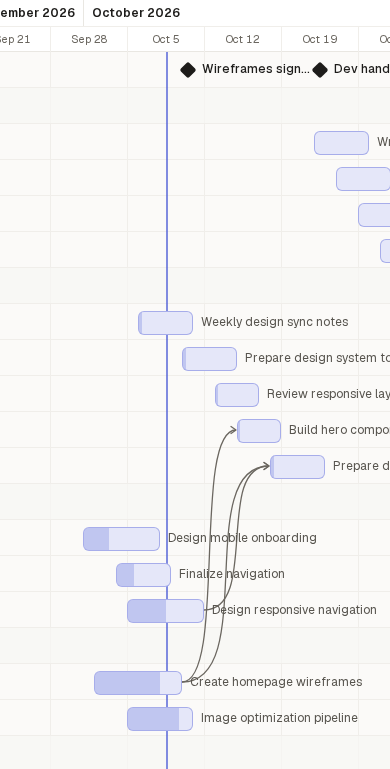 ember 2026 October 2026
Sep 21 Sep 28 Oct 5 Oct 12 Oct 19 Oc
Wireframes sign... Dev hand
Wi
Weekly design sync notes
Prepare design system to
Review responsive lay
Build hero compo
Prepare d
Design mobile onboarding
Finalize navigation
Design responsive navigation
Create homepage wireframes
Image optimization pipeline